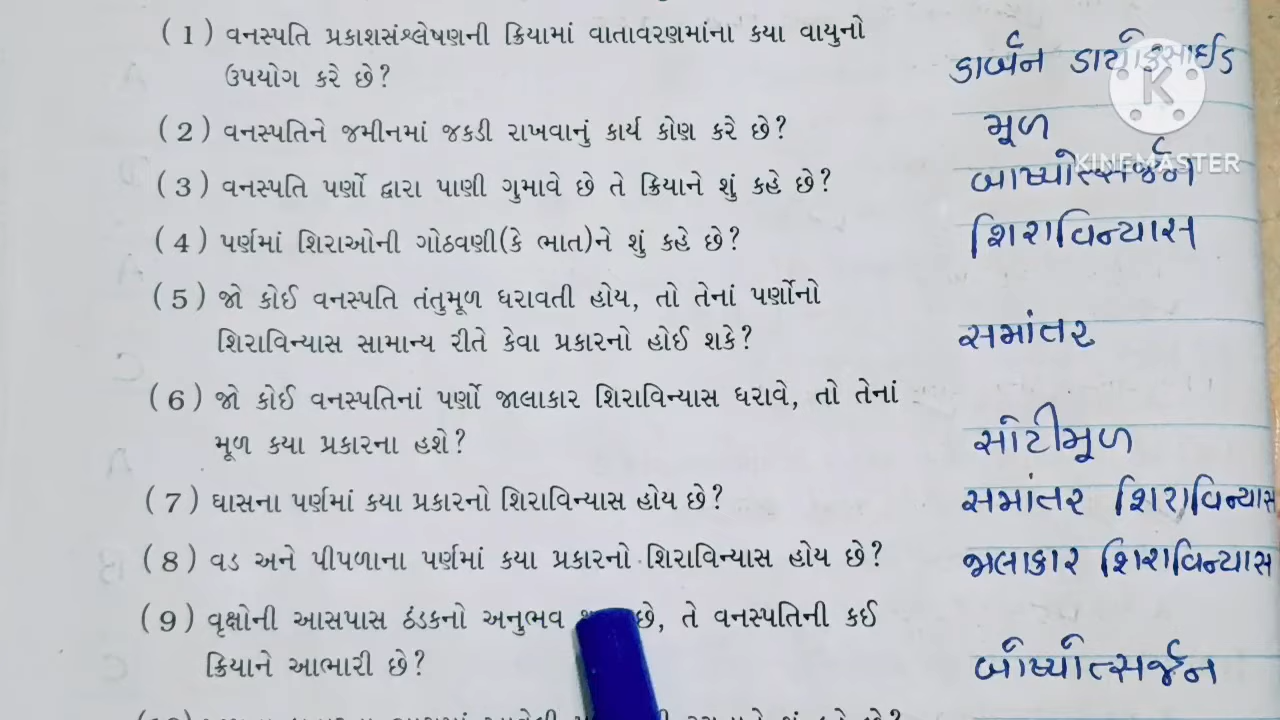 (1) વનસ્પતિ પ્રકાશસંશ્લેષણની ક્રિયામાં વાતાવરણમાંના કયા વાયુનો
ઉપયોગ કરે છે?
કાર્બન ડાયોક્સાઈડ
(2) વનસ્પતિને જમીનમાં જકડી રાખવાનું કાર્ય કોણ કરે છે?
મૂળ
K
KINEMASTER
(3) વનસ્પતિ પર્ણો દ્વારા પાણી ગુમાવે છે તે ક્રિયાને શું કહે છે?
બાષ્પોત્સર્જન
(4) પર્ણમાં શિરાઓની ગોઠવણી(કે ભાત)ને શું કહે છે?
શિરાવિન્યાસ
(5) જો કોઈ વનસ્પતિ તંતુમૂળ ધરાવતી હોય, તો તેનાં પર્ણોનો
શિરાવિન્યાસ સામાન્ય રીતે કેવા પ્રકારનો હોઈ શકે?
સમાંતર
(6) જો કોઈ વનસ્પતિનાં પર્ણો જાલાકાર શિરાવિન્યાસ ધરાવે, તો તેનાં
મૂળ કયા પ્રકારના હશે?
સોટીમૂળ
(7) ઘાસના પર્ણમાં કયા પ્રકારનો શિરાવિન્યાસ હોય છે?
સમાંતર શિરાવિન્યાસ
(8) વડ અને પીપળાના પર્ણમાં કયા પ્રકારનો શિરાવિન્યાસ હોય છે?
જાલાકાર શિરાવિન્યાસ
(9) વૃક્ષોની આસપાસ ઠંડકનો અનુભવ છે, તે વનસ્પતિની કઈ
ક્રિયાને આભારી છે?
બાષ્પોત્સર્જન